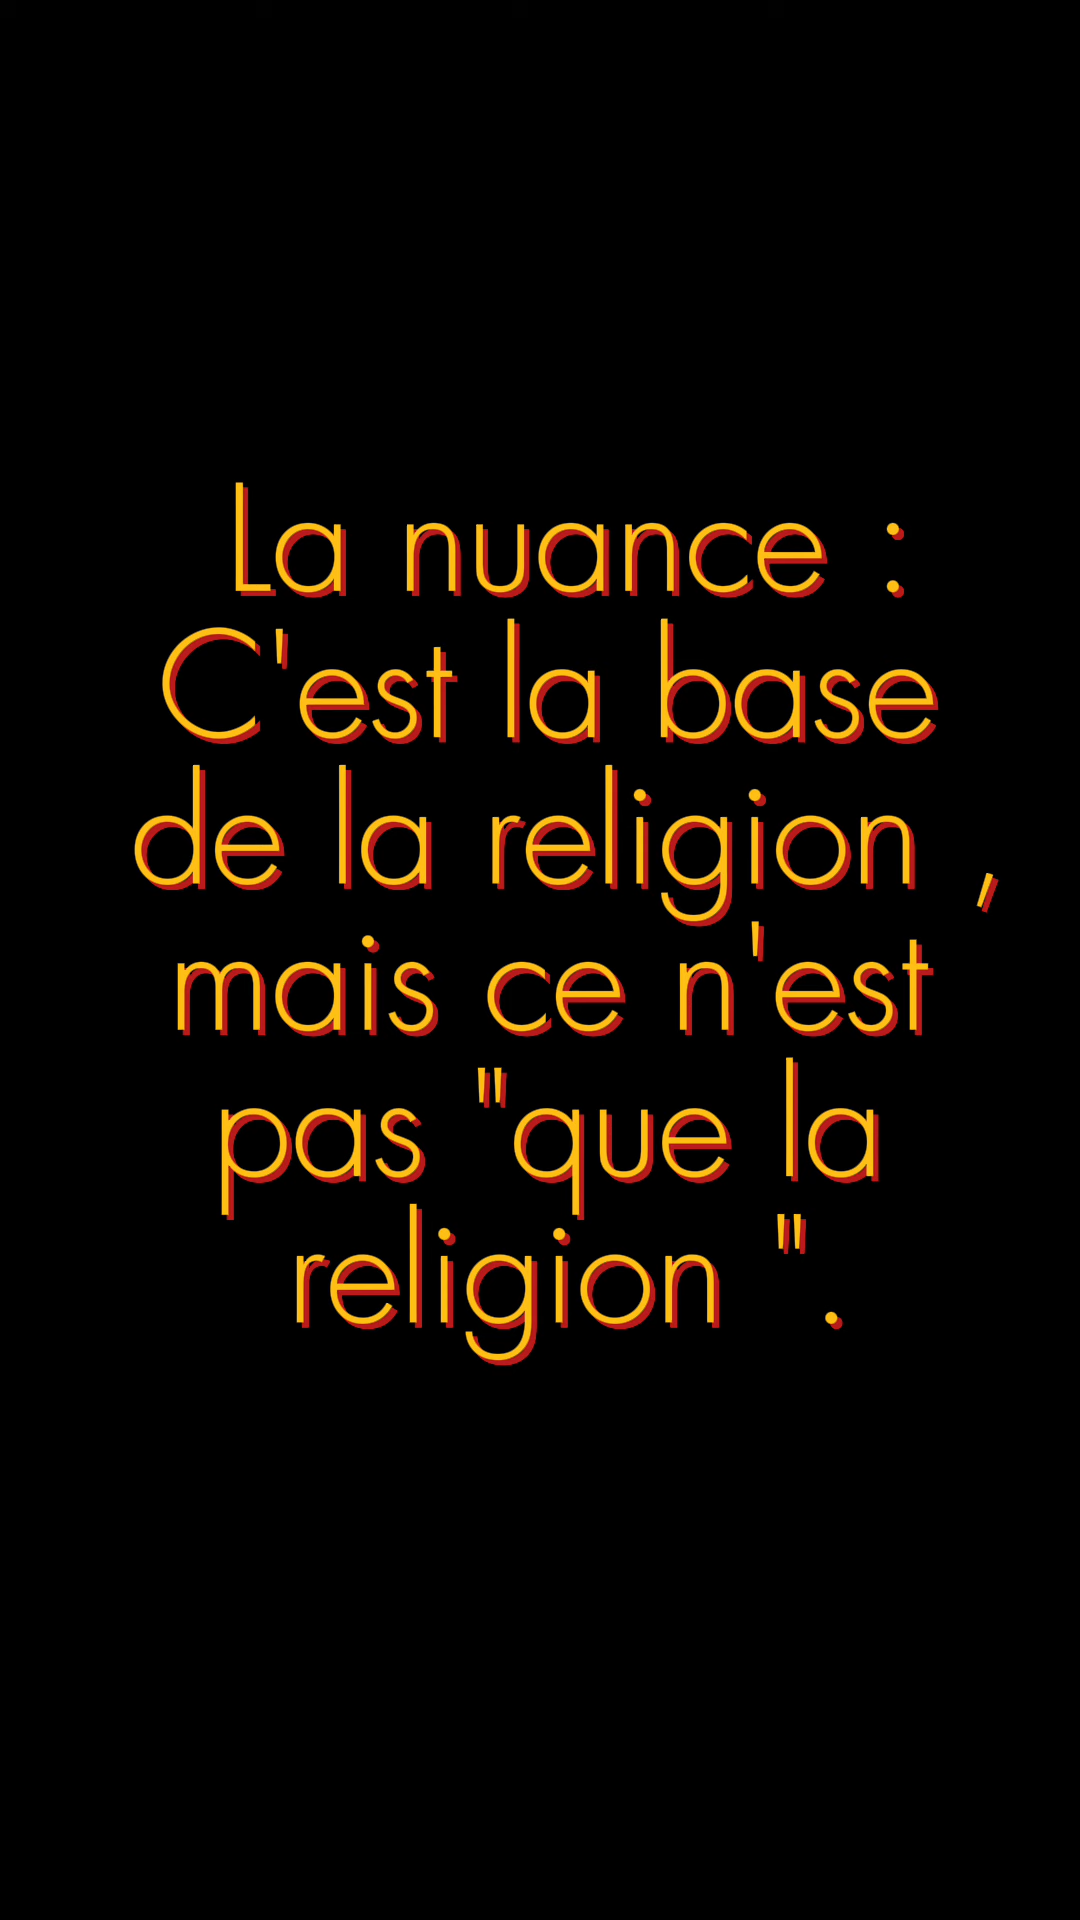 La nuance :
C'est la base
de la religion ,
mais ce n'est
pas "que la
religion " .